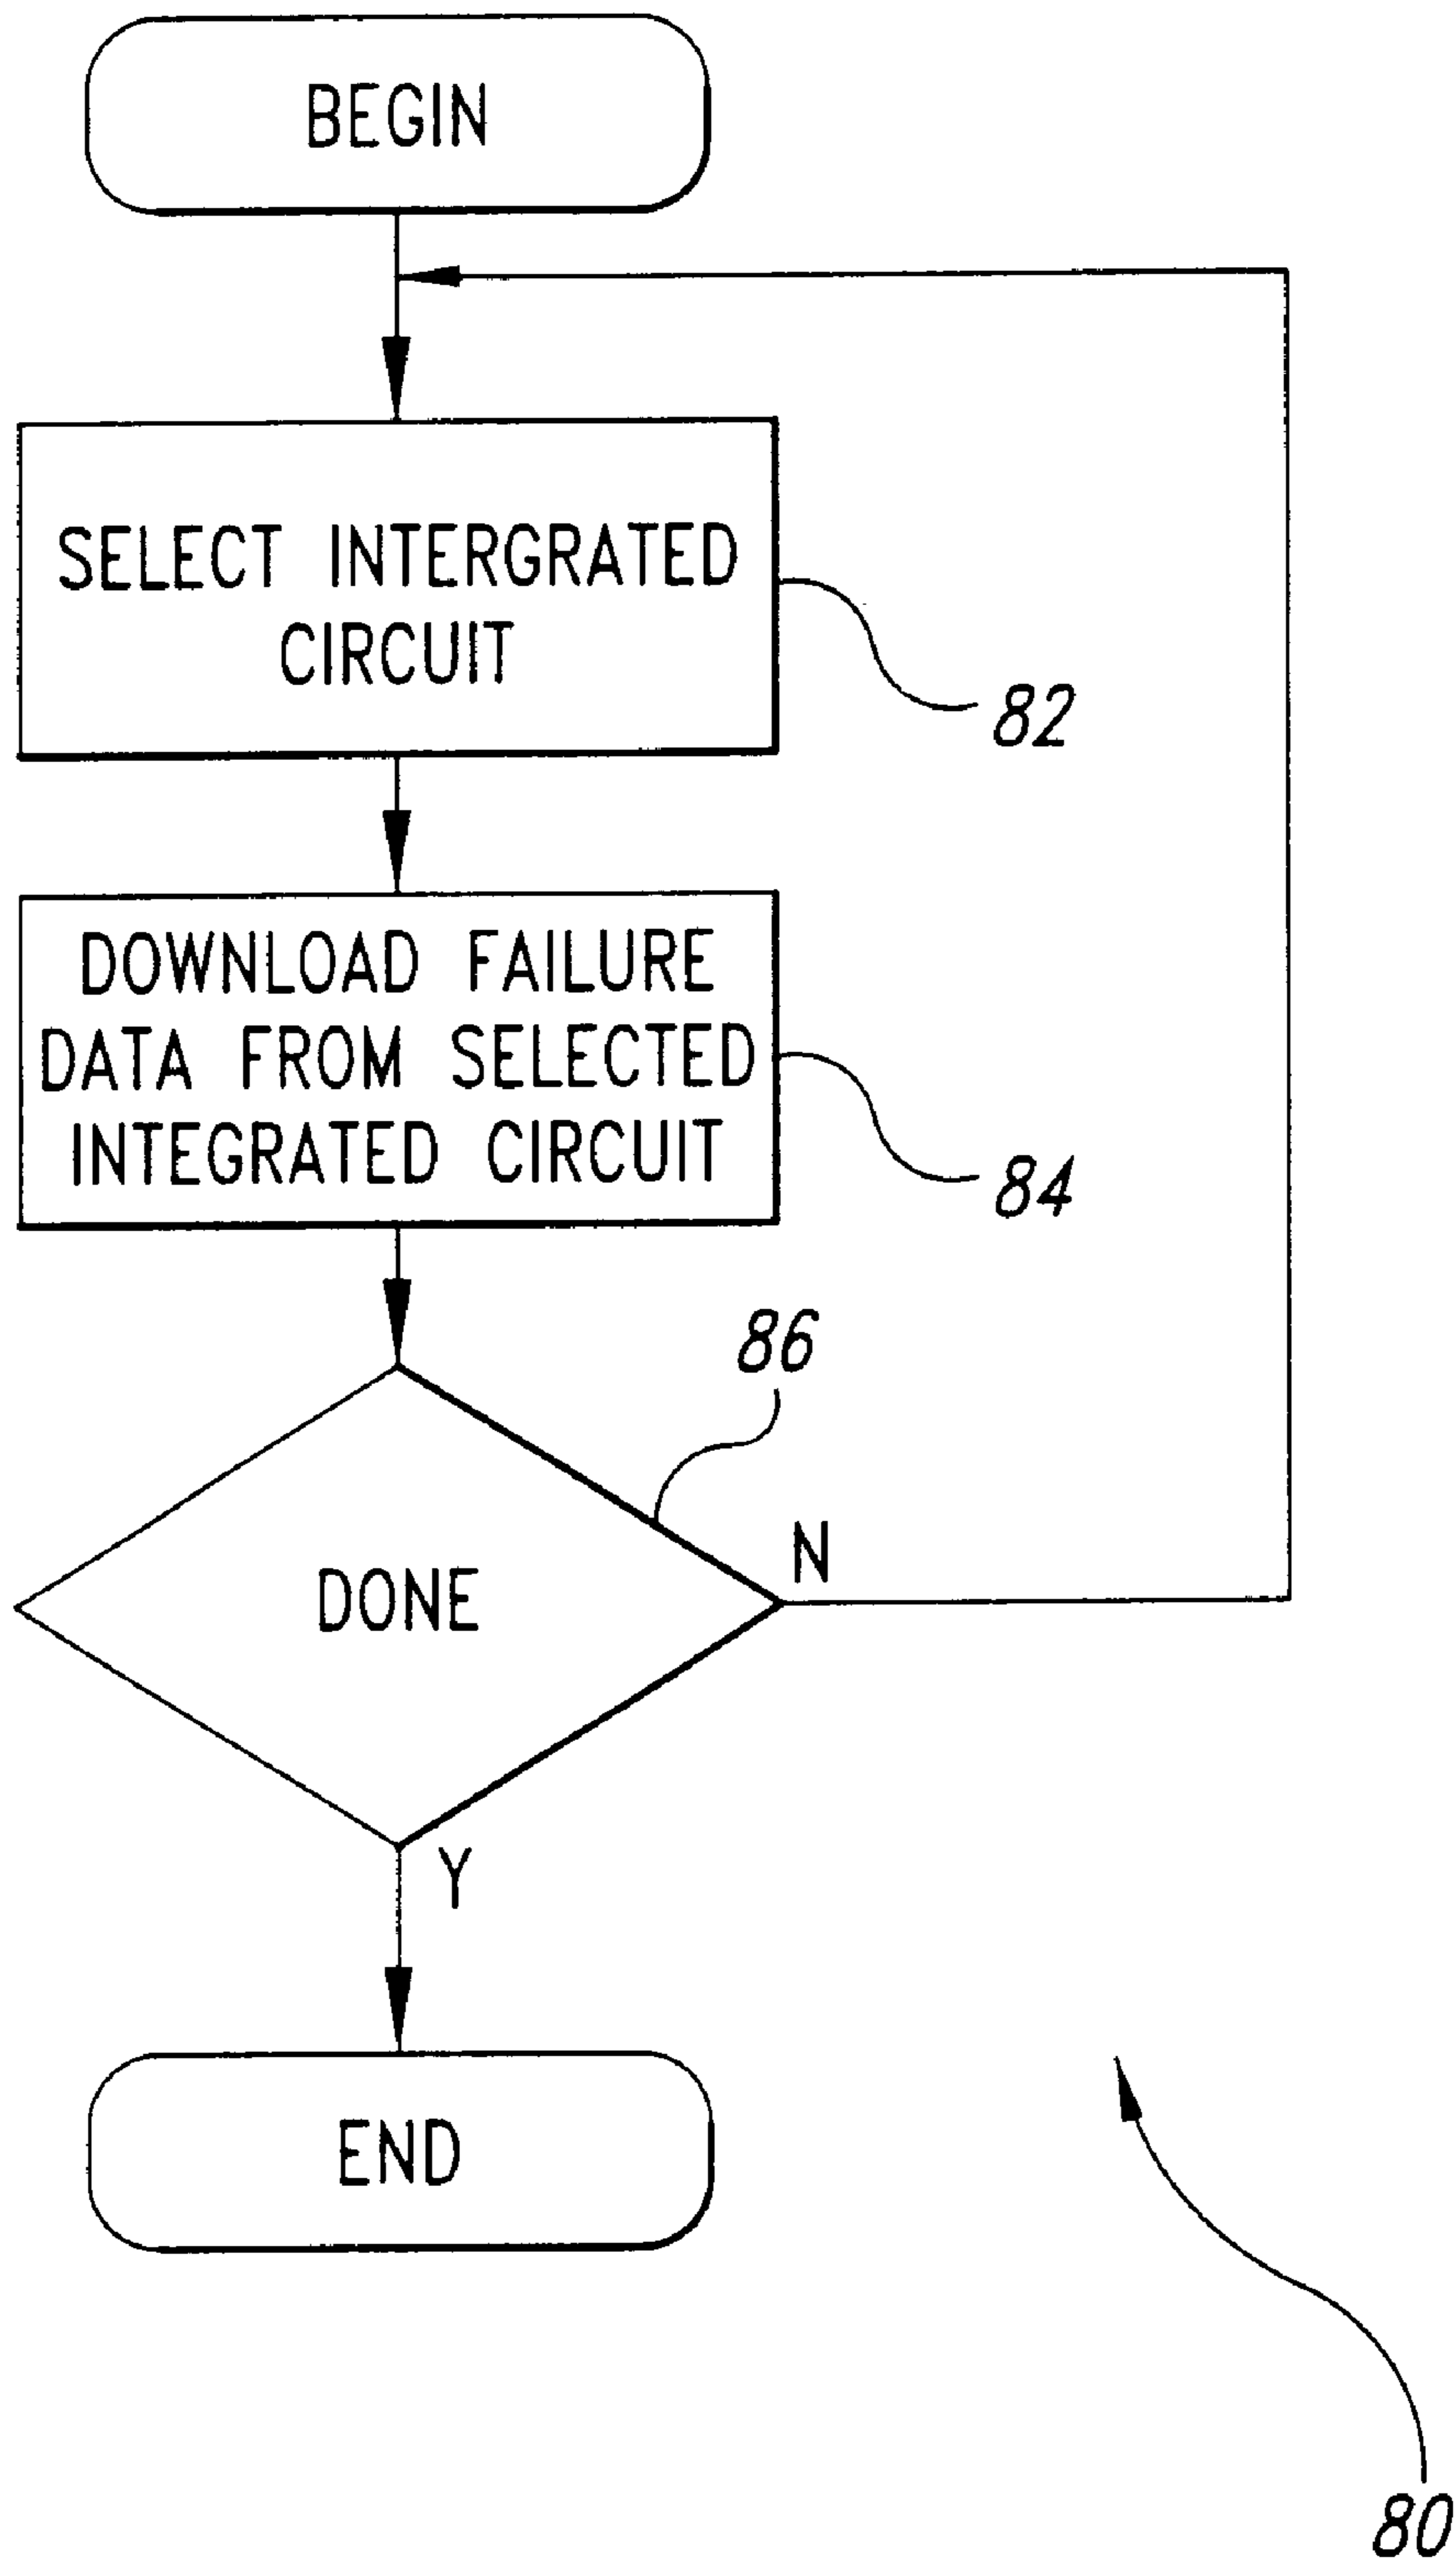 BEGIN
SELECT INTERGRATED
CIRCUIT
82
DOWNLOAD FAILURE
DATA FROM SELECTED
INTEGRATED CIRCUIT
84
86
DONE
N
Y
END
80